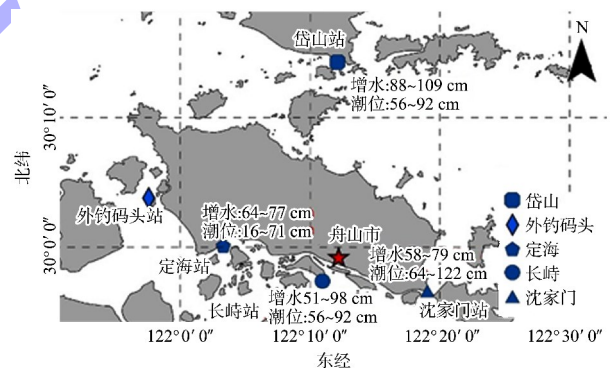 岱山站
N
增水:88~109 cm
潮位:56~92 cm
30° 10′ 0″
北纬
外钓码头站
增水:64~77 cm
潮位:16~71 cm
舟山市
岱山
外钓码头
定海
长峙
沈家门
30° 0′ 0″
定海站
增水58~79 cm
潮位:64~122 cm
长峙站
增水51~98 cm
潮位:56~92 cm
沈家门站
122° 0′ 0″
122° 10′ 0″
122° 20′ 0″
122° 30′ 0″
东经